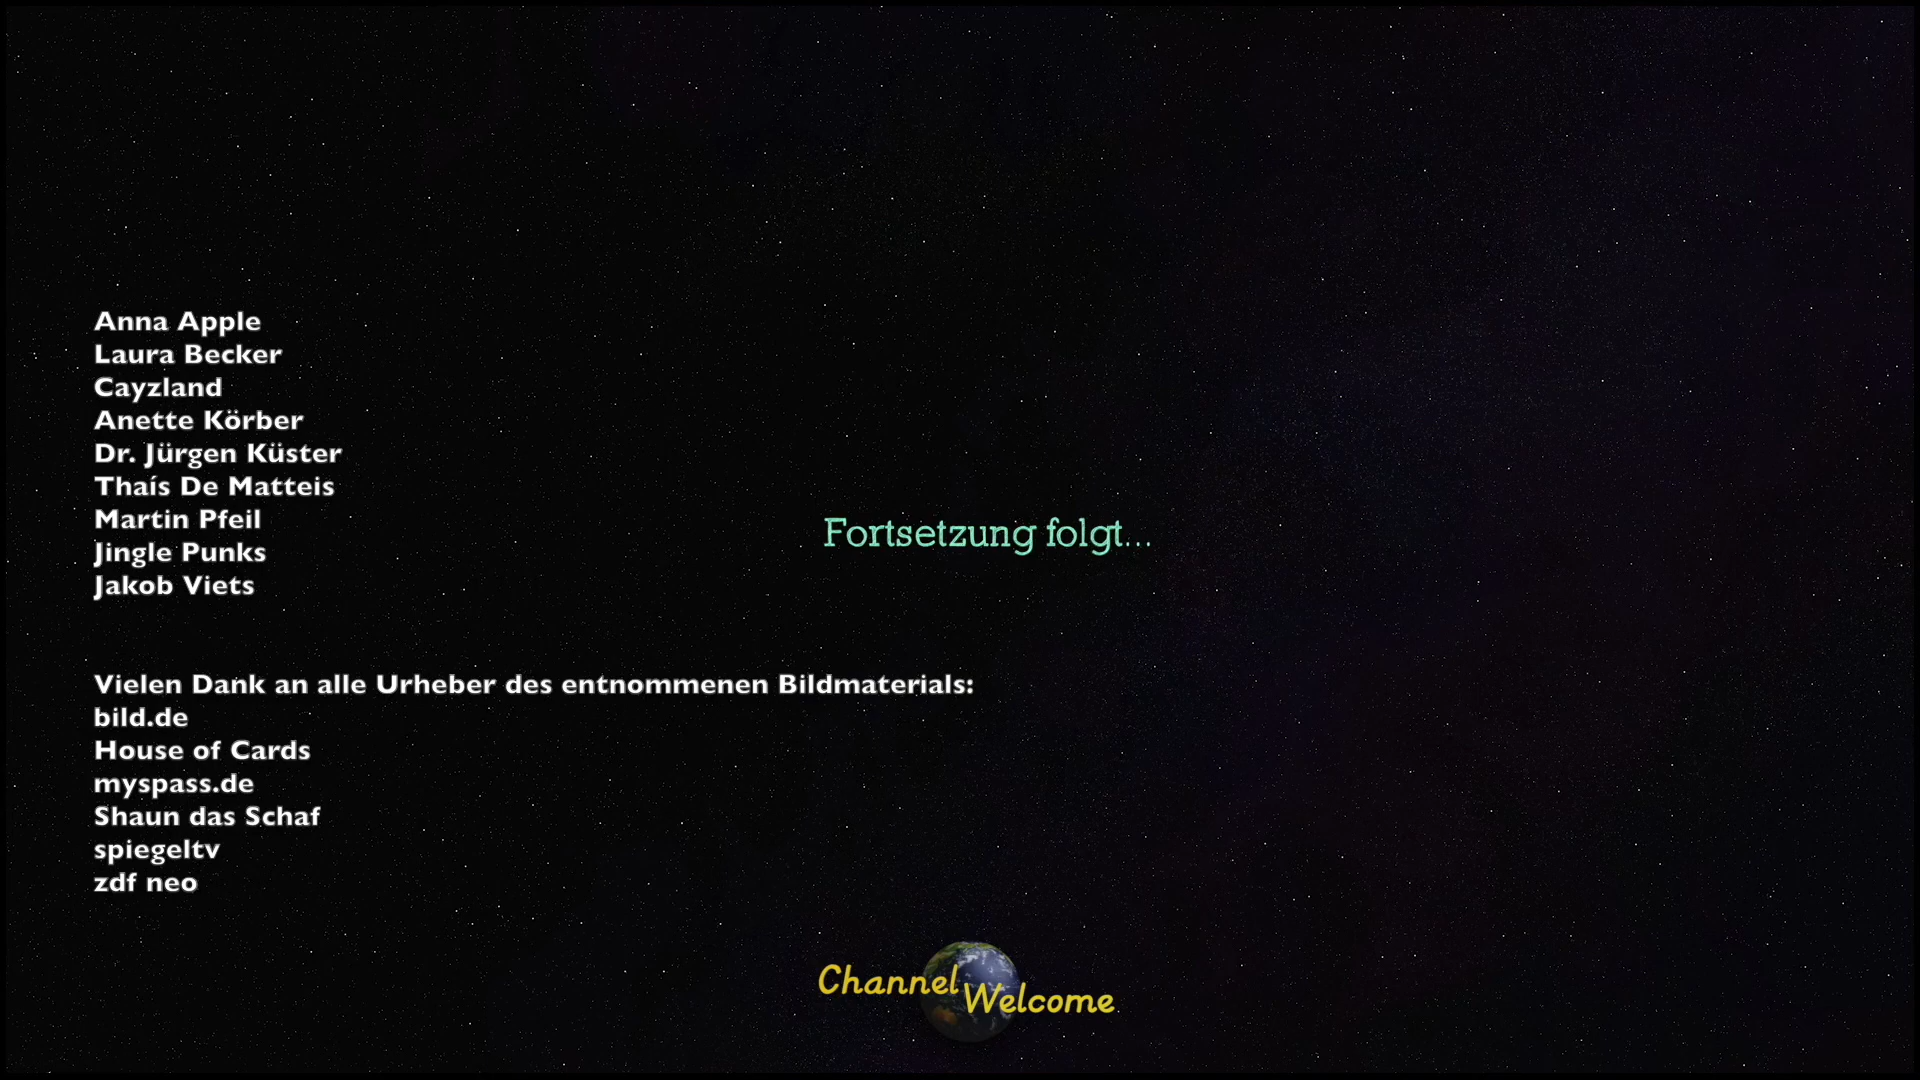 Anna Apple
Laura Becker
Cayzland
Anette Körber
Dr. Jürgen Küster
Thaís De Matteis
Martin Pfeil
Jingle Punks
Jakob Viets
Fortsetzung folgt...
Vielen Dank an alle Urheber des entnommenen Bildmaterials:
bild.de
House of Cards
myspass.de
Shaun das Schaf
spiegeltv
zdf neo
Channel
Welcome